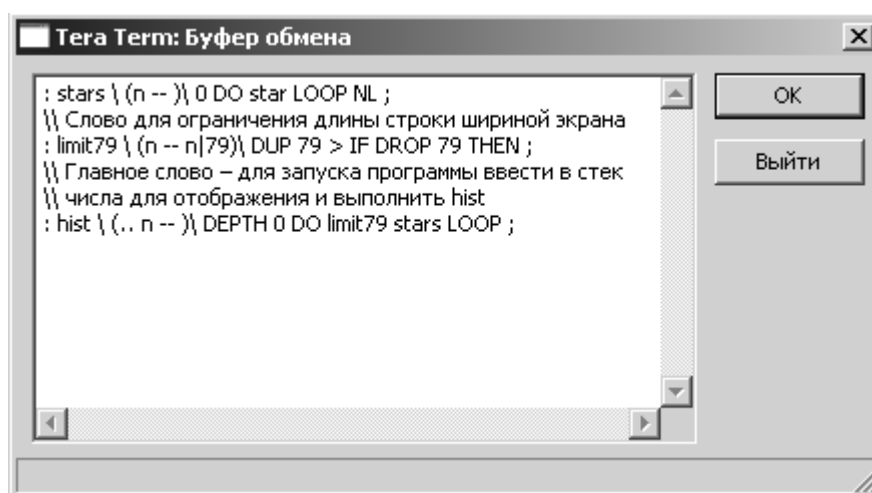 Tera Term: Буфер обмена
: stars \ (n -- )\ 0 DO star LOOP NL ;
\\ Слово для ограничения длины строки шириной экрана
: limit79 \ (n -- n|79)\ DUP 79 > IF DROP 79 THEN ;
\\ Главное слово – для запуска программы ввести в стек
\\ числа для отображения и выполнить hist
: hist \ (.. n -- )\ DEPTH 0 DO limit79 stars LOOP ;
OK
Выйти